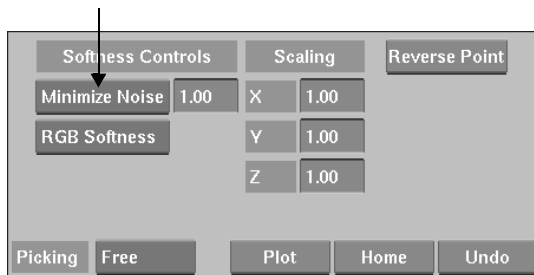 Softness Controls Scaling Reverse Point
Minimize Noise 1.00 X 1.00
RGB Softness Y 1.00
Z 1.00
Picking Free Plot Home Undo